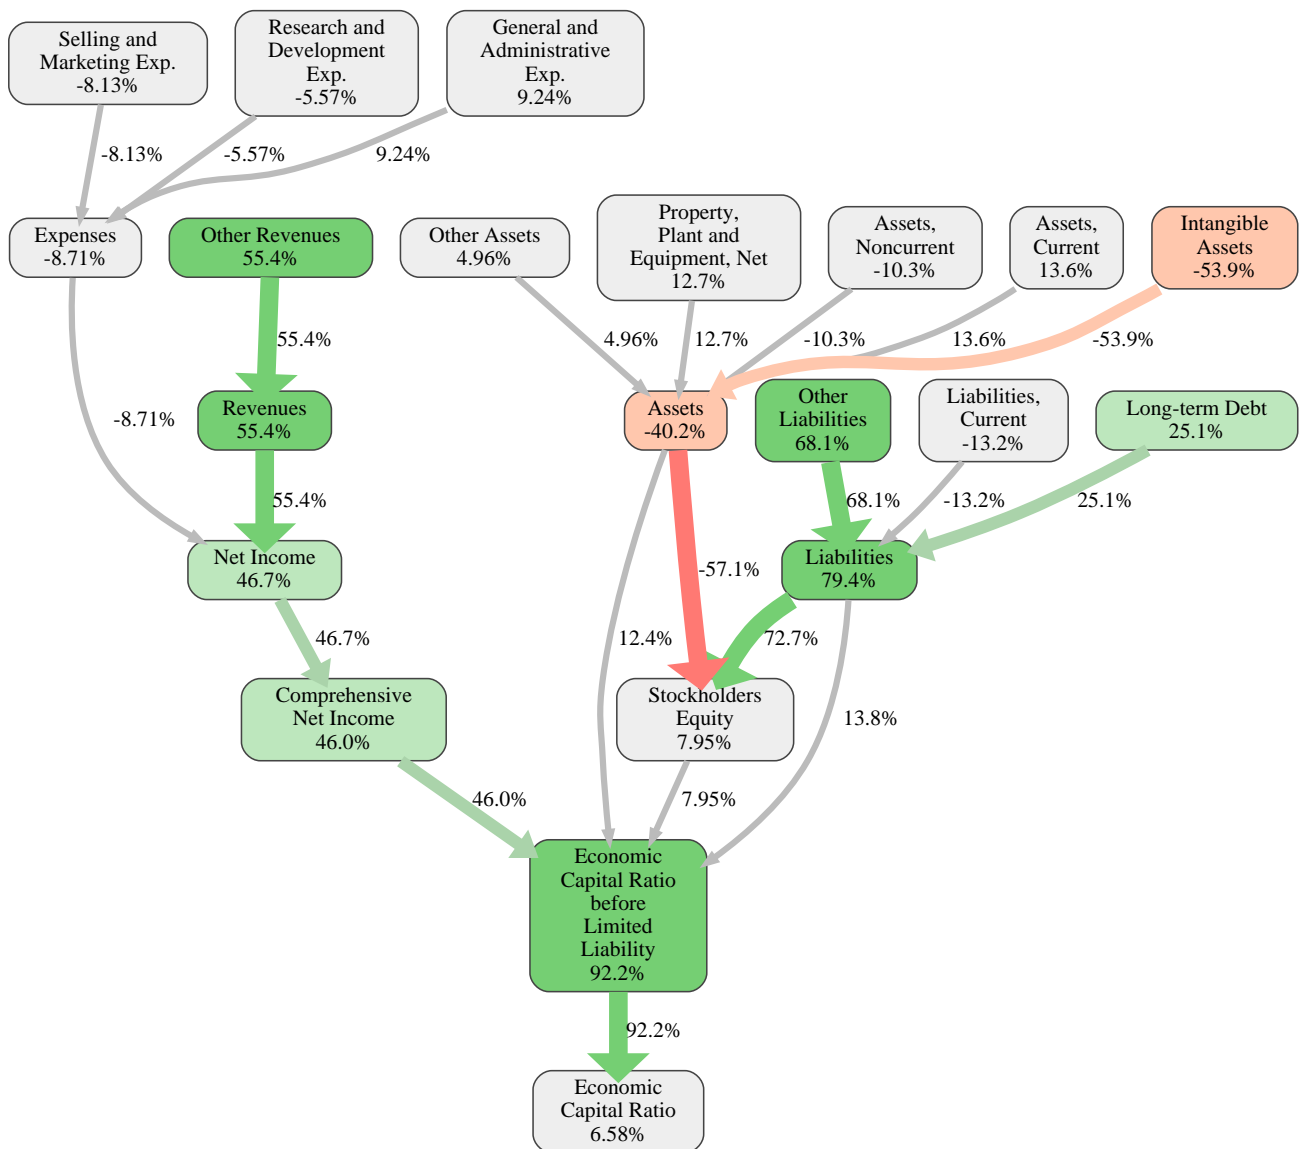 Selling and
Marketing Exp.
-8.13%
Research and
Development
Exp.
-5.57%
General and
Administrative
Exp.
9.24%
-8.13%
-5.57%
9.24%
Expenses
-8.71%
Other Revenues
55.4%
Other Assets
4.96%
Property,
Plant and
Equipment, Net
12.7%
Assets,
Noncurrent
-10.3%
Assets,
Current
13.6%
Intangible
Assets
-53.9%
55.4%
4.96%
12.7%
-10.3%
13.6%
-53.9%
-8.71%
Revenues
55.4%
Assets
-40.2%
Other
Liabilities
68.1%
Liabilities,
Current
-13.2%
Long-term Debt
25.1%
55.4%
68.1%
-13.2%
25.1%
Net Income
46.7%
-57.1%
Liabilities
79.4%
46.7%
12.4%
72.7%
Comprehensive
Net Income
46.0%
Stockholders
Equity
7.95%
13.8%
46.0%
7.95%
Economic
Capital Ratio
before
Limited
Liability
92.2%
92.2%
Economic
Capital Ratio
6.58%